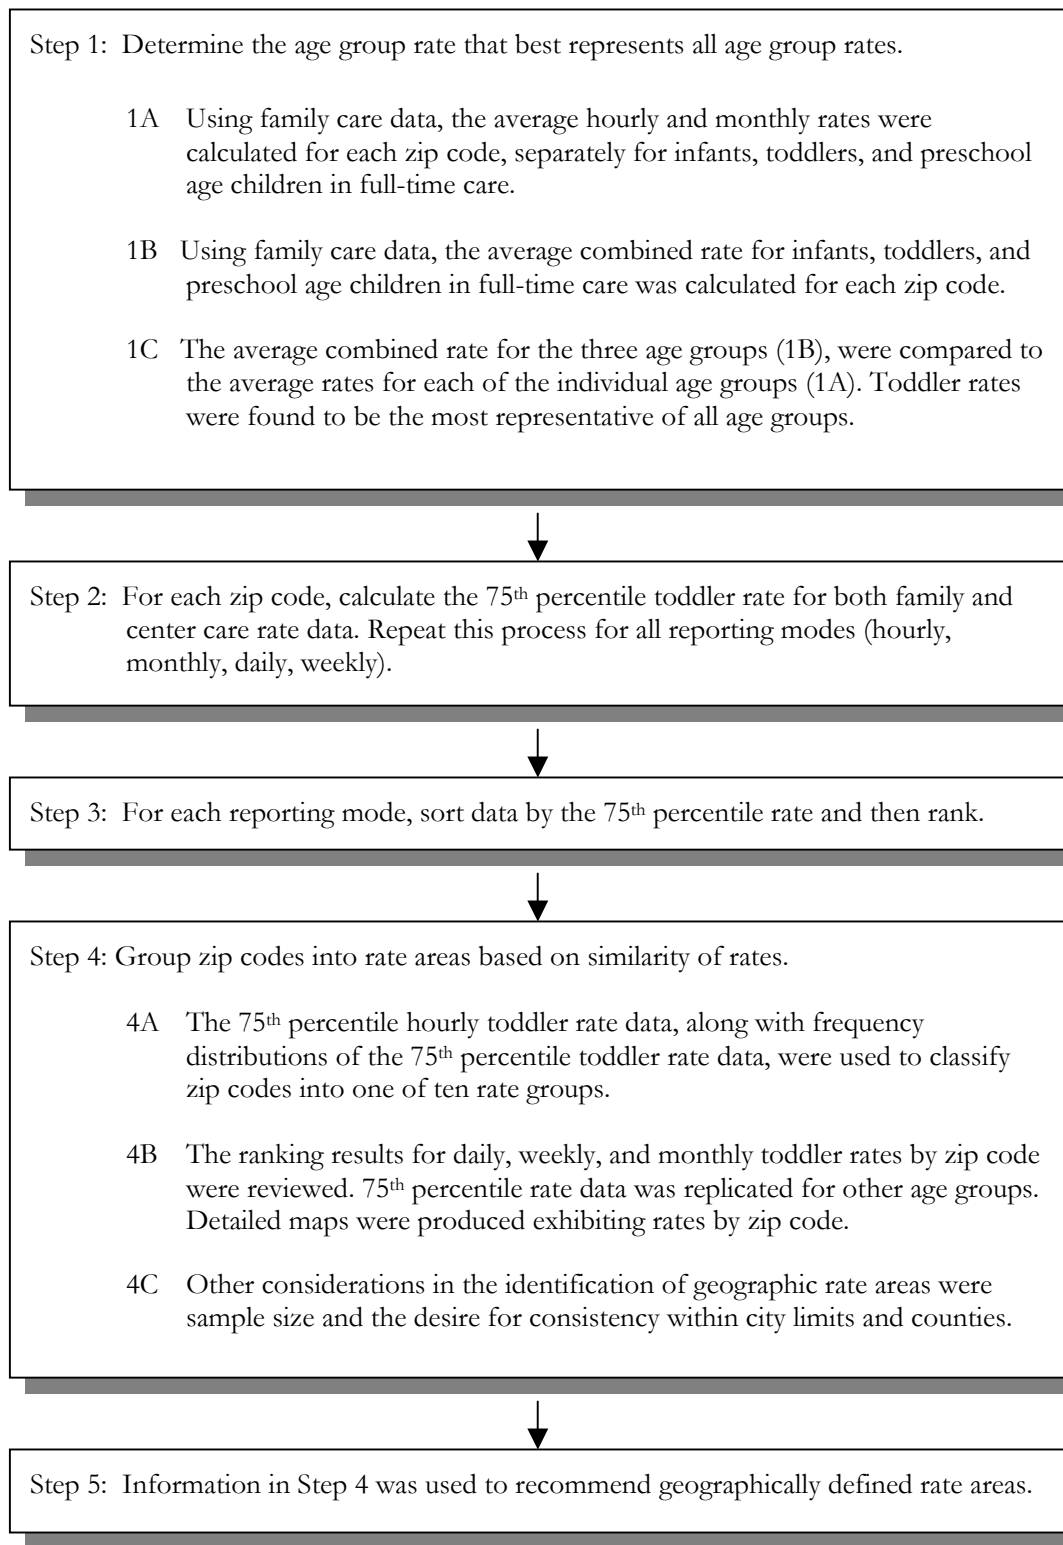 Step 1:  Determine the age group rate that best represents all age group rates.
1A  Using family care data, the average hourly and monthly rates were
calculated for each zip code, separately for infants, toddlers, and preschool
age children in full-time care.
1B  Using family care data, the average combined rate for infants, toddlers, and
preschool age children in full-time care was calculated for each zip code.
1C  The average combined rate for the three age groups (1B), were compared to
the average rates for each of the individual age groups (1A). Toddler rates
were found to be the most representative of all age groups.
Step 2:  For each zip code, calculate the 75th percentile toddler rate for both family and
center care rate data. Repeat this process for all reporting modes (hourly,
monthly, daily, weekly).
Step 3:  For each reporting mode, sort data by the 75th percentile rate and then rank.
Step 4: Group zip codes into rate areas based on similarity of rates.
4A  The 75th percentile hourly toddler rate data, along with frequency
distributions of the 75th percentile toddler rate data, were used to classify
zip codes into one of ten rate groups.
4B  The ranking results for daily, weekly, and monthly toddler rates by zip code
were reviewed. 75th percentile rate data was replicated for other age groups.
Detailed maps were produced exhibiting rates by zip code.
4C  Other considerations in the identification of geographic rate areas were
sample size and the desire for consistency within city limits and counties.
Step 5:  Information in Step 4 was used to recommend geographically defined rate areas.